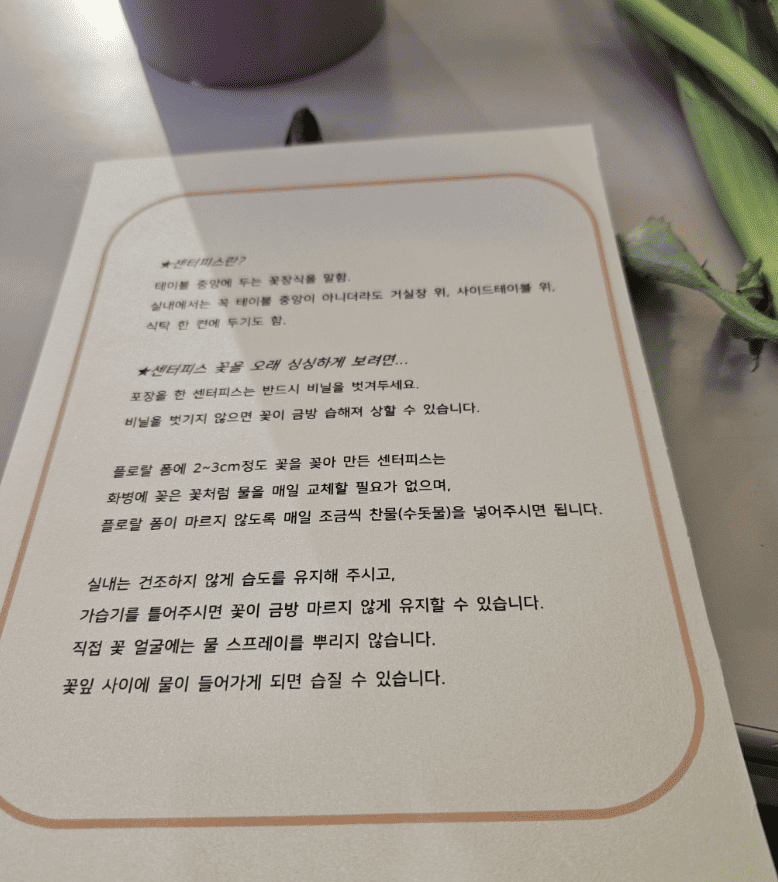 ★센터피스란?
테이블 중앙에 두는 꽃장식을 말함.
실내에서는 꼭 테이블 중앙이 아니더라도 거실장 위, 사이드테이블 위,
식탁 한 켠에 두기도 함.
★센터피스 꽃을 오래 싱싱하게 보려면...
포장을 한 센터피스는 반드시 비닐을 벗겨두세요.
비닐을 벗기지 않으면 꽃이 금방 습해져 상할 수 있습니다.
플로랄 폼에 2~3cm정도 꽃을 꽂아 만든 센터피스는
화병에 꽂은 꽃처럼 물을 매일 교체할 필요가 없으며,
플로랄 폼이 마르지 않도록 매일 조금씩 찬물(수돗물)을 넣어주시면 됩니다.
실내는 건조하지 않게 습도를 유지해 주시고,
가습기를 틀어주시면 꽃이 금방 마르지 않게 유지할 수 있습니다.
직접 꽃 얼굴에는 물 스프레이를 뿌리지 않습니다.
꽃잎 사이에 물이 들어가게 되면 습질 수 있습니다.